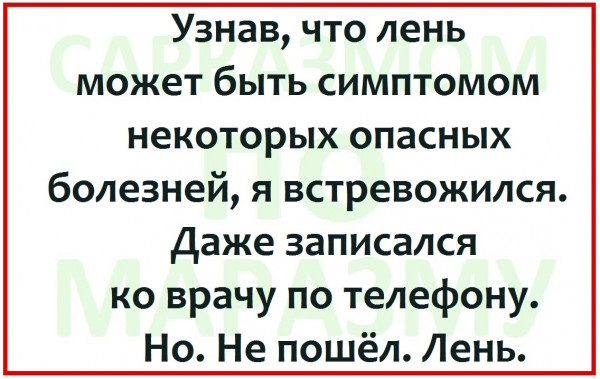 Узнав, что лень
может быть симптомом
некоторых опасных
болезней, я встревожился.
Даже записался
ко врачу по телефону.
Но. Не пошёл. Лень.
САРКАЗМОМ
ПО
МАРАЗМУ